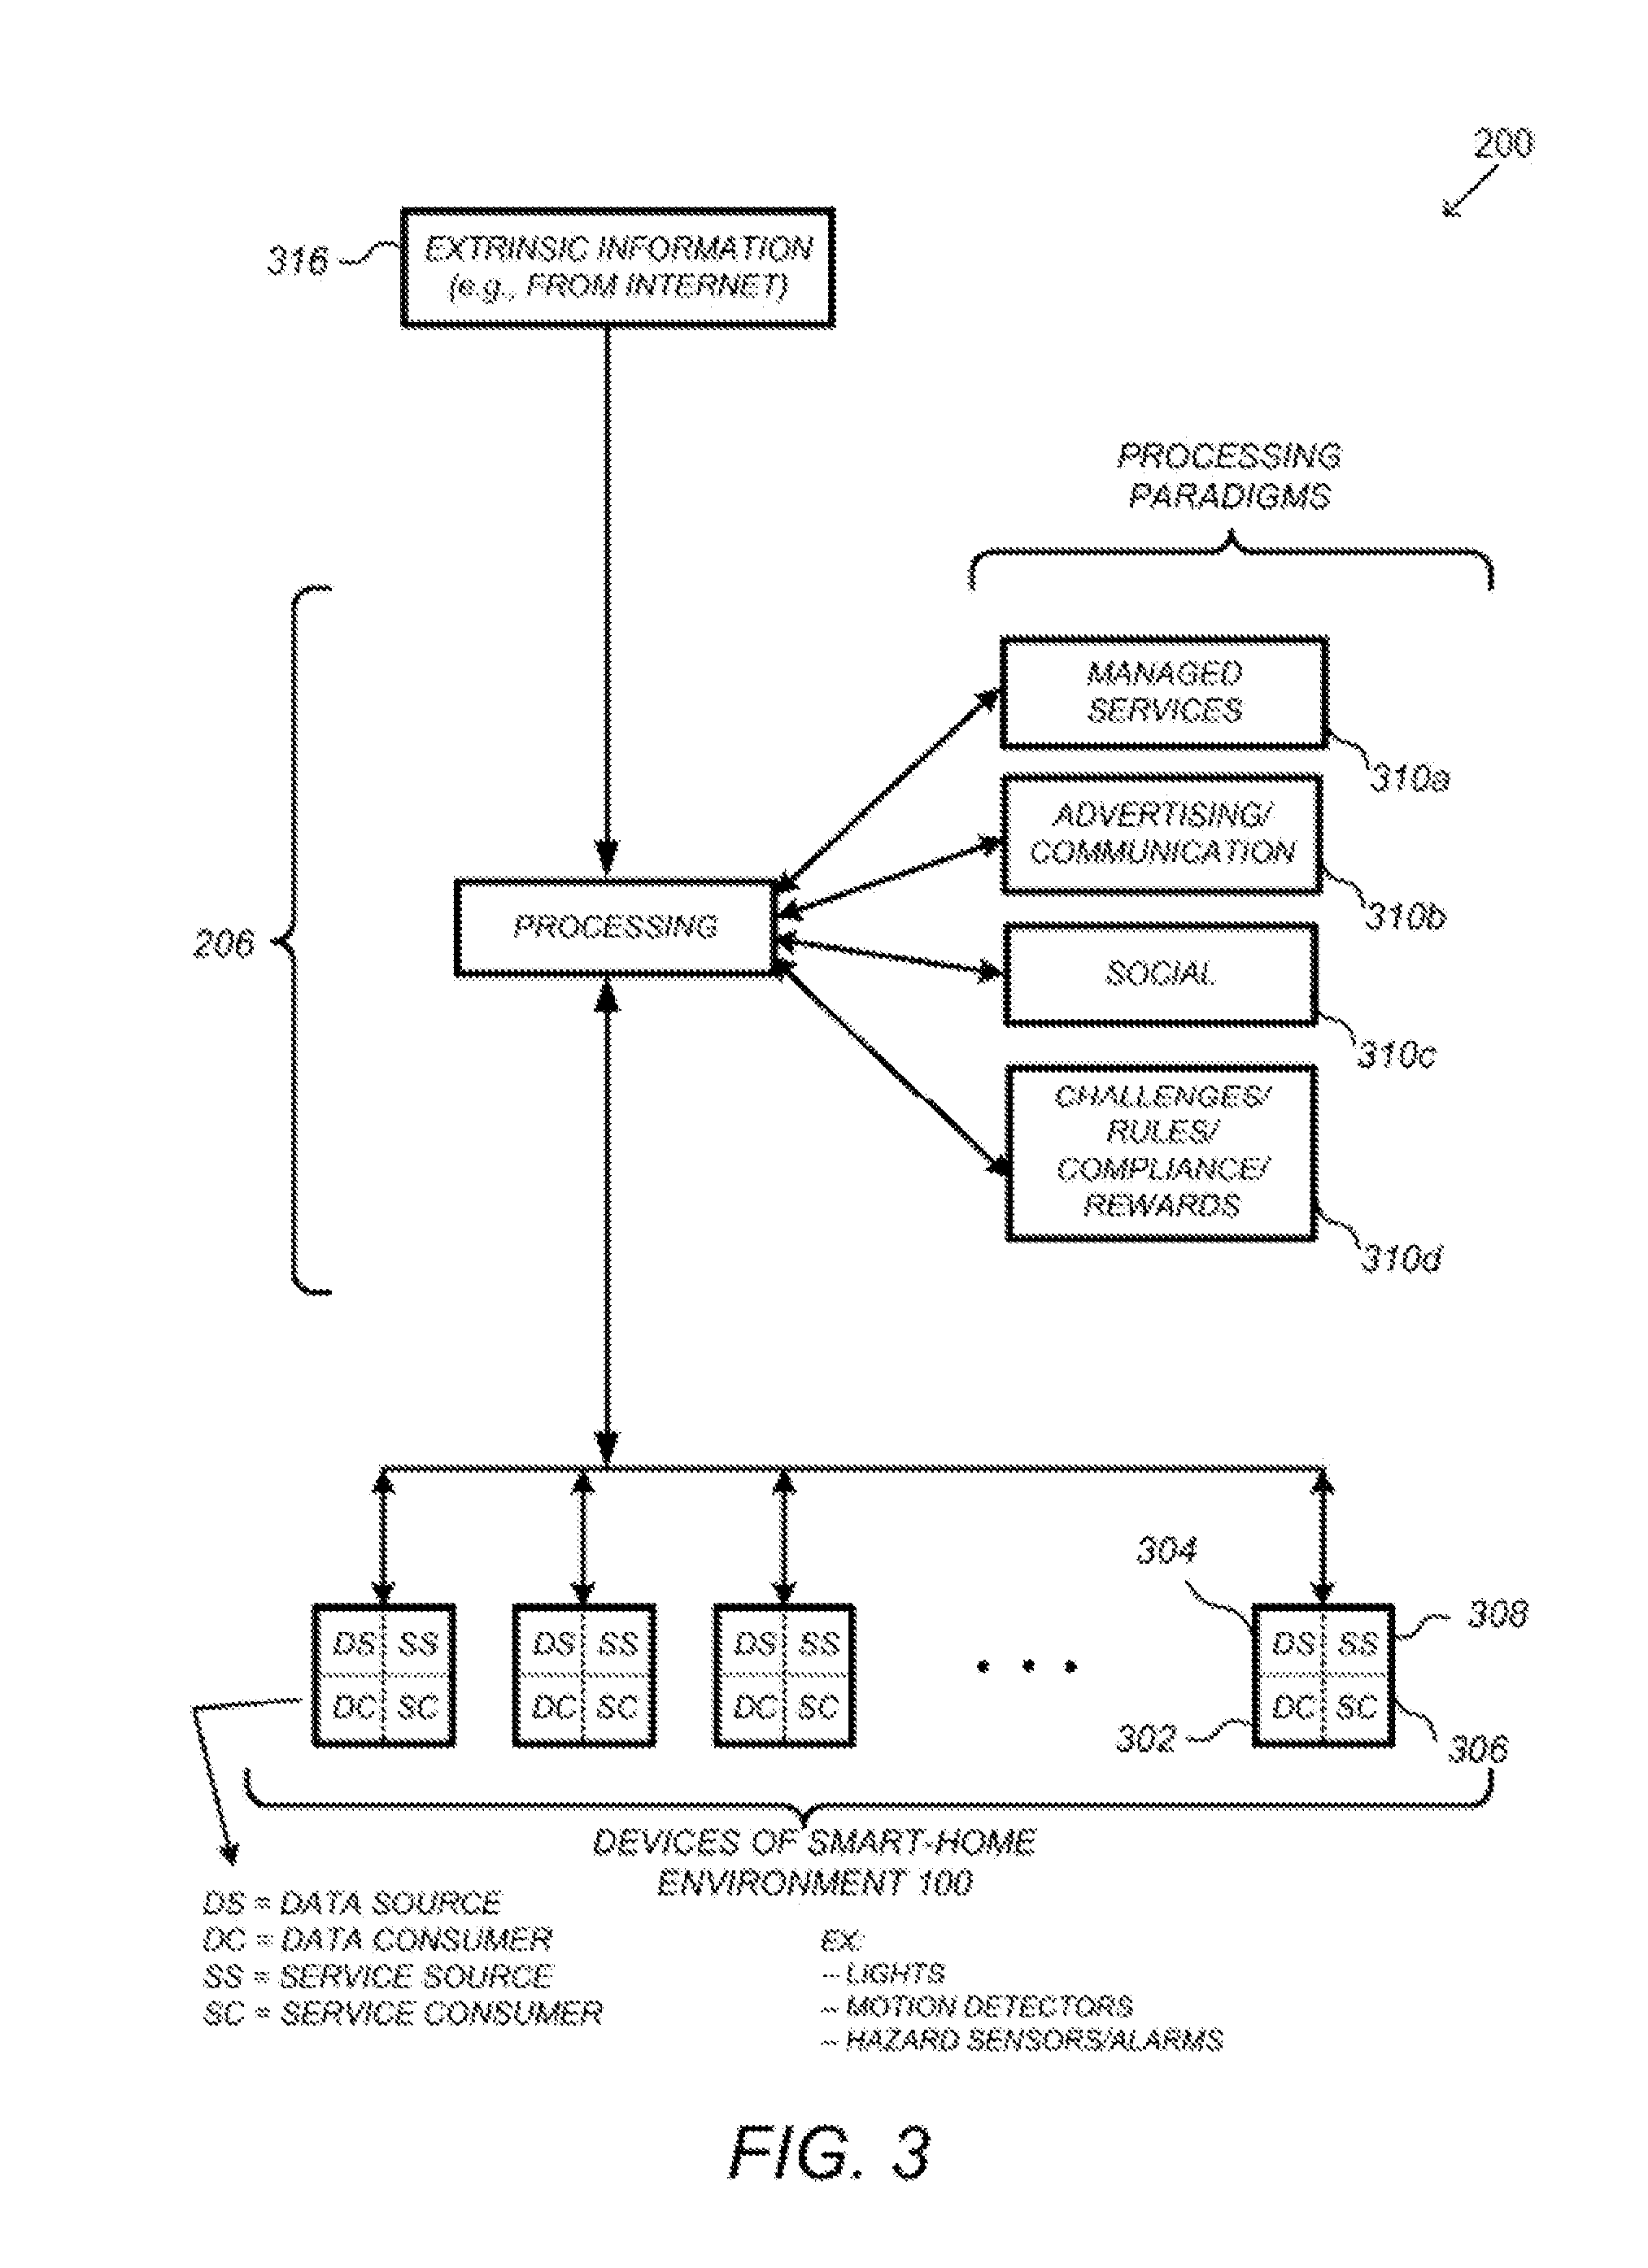 200
316
EXTRINSIC INFORMATION
(e.g., FROM INTERNET)
PROCESSING
PARADIGMS
MANAGED
SERVICES
310a
ADVERTISING/
COMMUNICATION
310b
206
PROCESSING
SOCIAL
310c
CHALLENGES/
RULES/
COMPLIANCE/
REWARDS
310d
304
308
DS SS
DC SC
DS SS
DC SC
DS SS
DC SC
DS SS
DC SC
302
306
DEVICES OF SMART-HOME
ENVIRONMENT 100
DS = DATA SOURCE
DC = DATA CONSUMER
SS = SERVICE SOURCE
SC = SERVICE CONSUMER
EX:
-- LIGHTS
-- MOTION DETECTORS
-- HAZARD SENSORS/ALARMS
FIG. 3